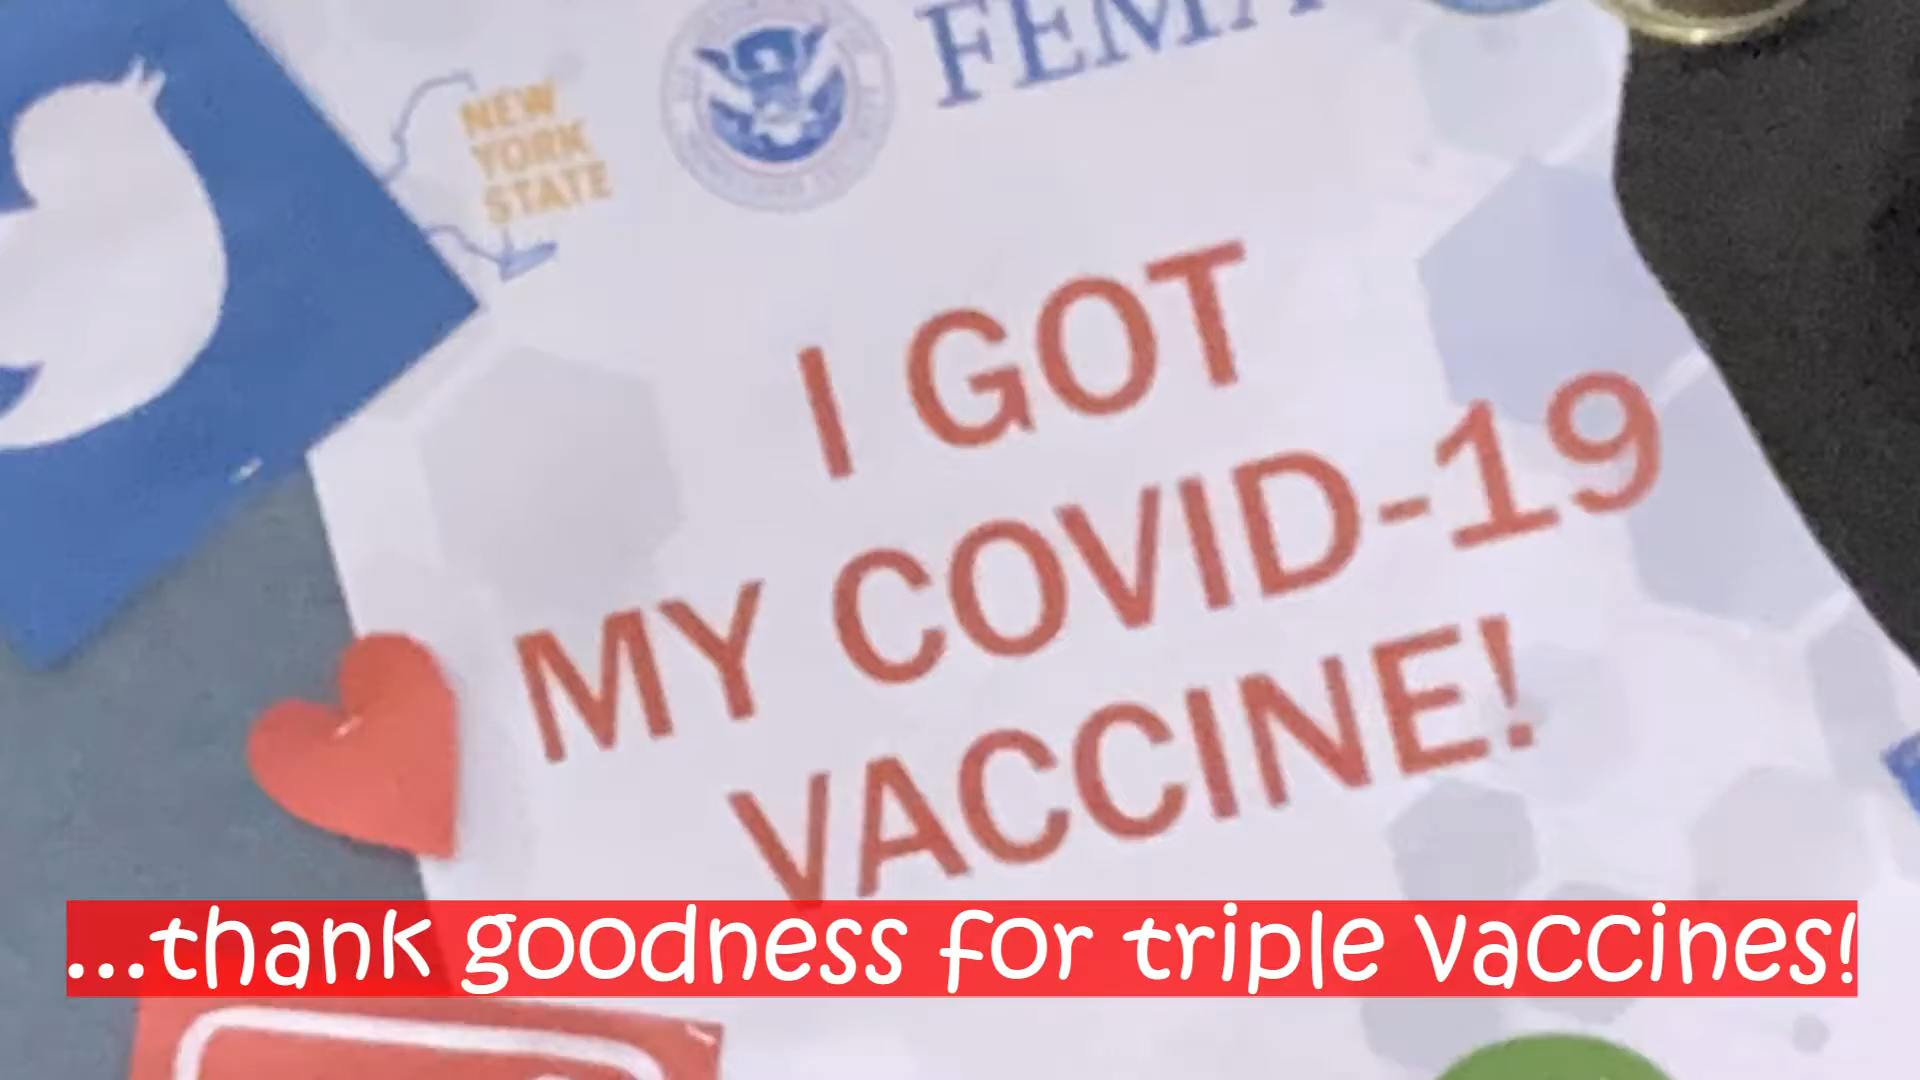 NEW
YORK
STATE
FEMA
I GOT
MY COVID-19
VACCINE!
...thank goodness for triple vaccines!